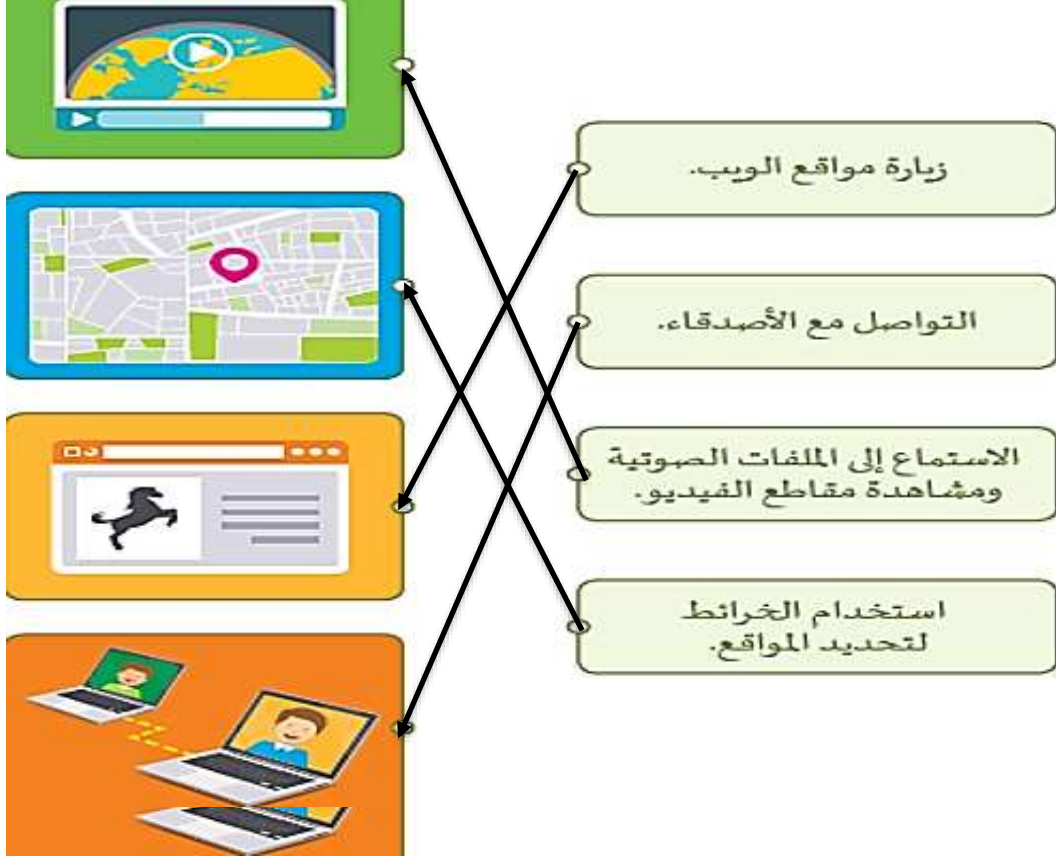 زيارة مواقع الويب.
التواصل مع الأصدقاء.
الاستماع إلى الملفات الصوتية
ومشاهدة مقاطع الفيديو.
استخدام الخرائط
لتحديد المواقع.